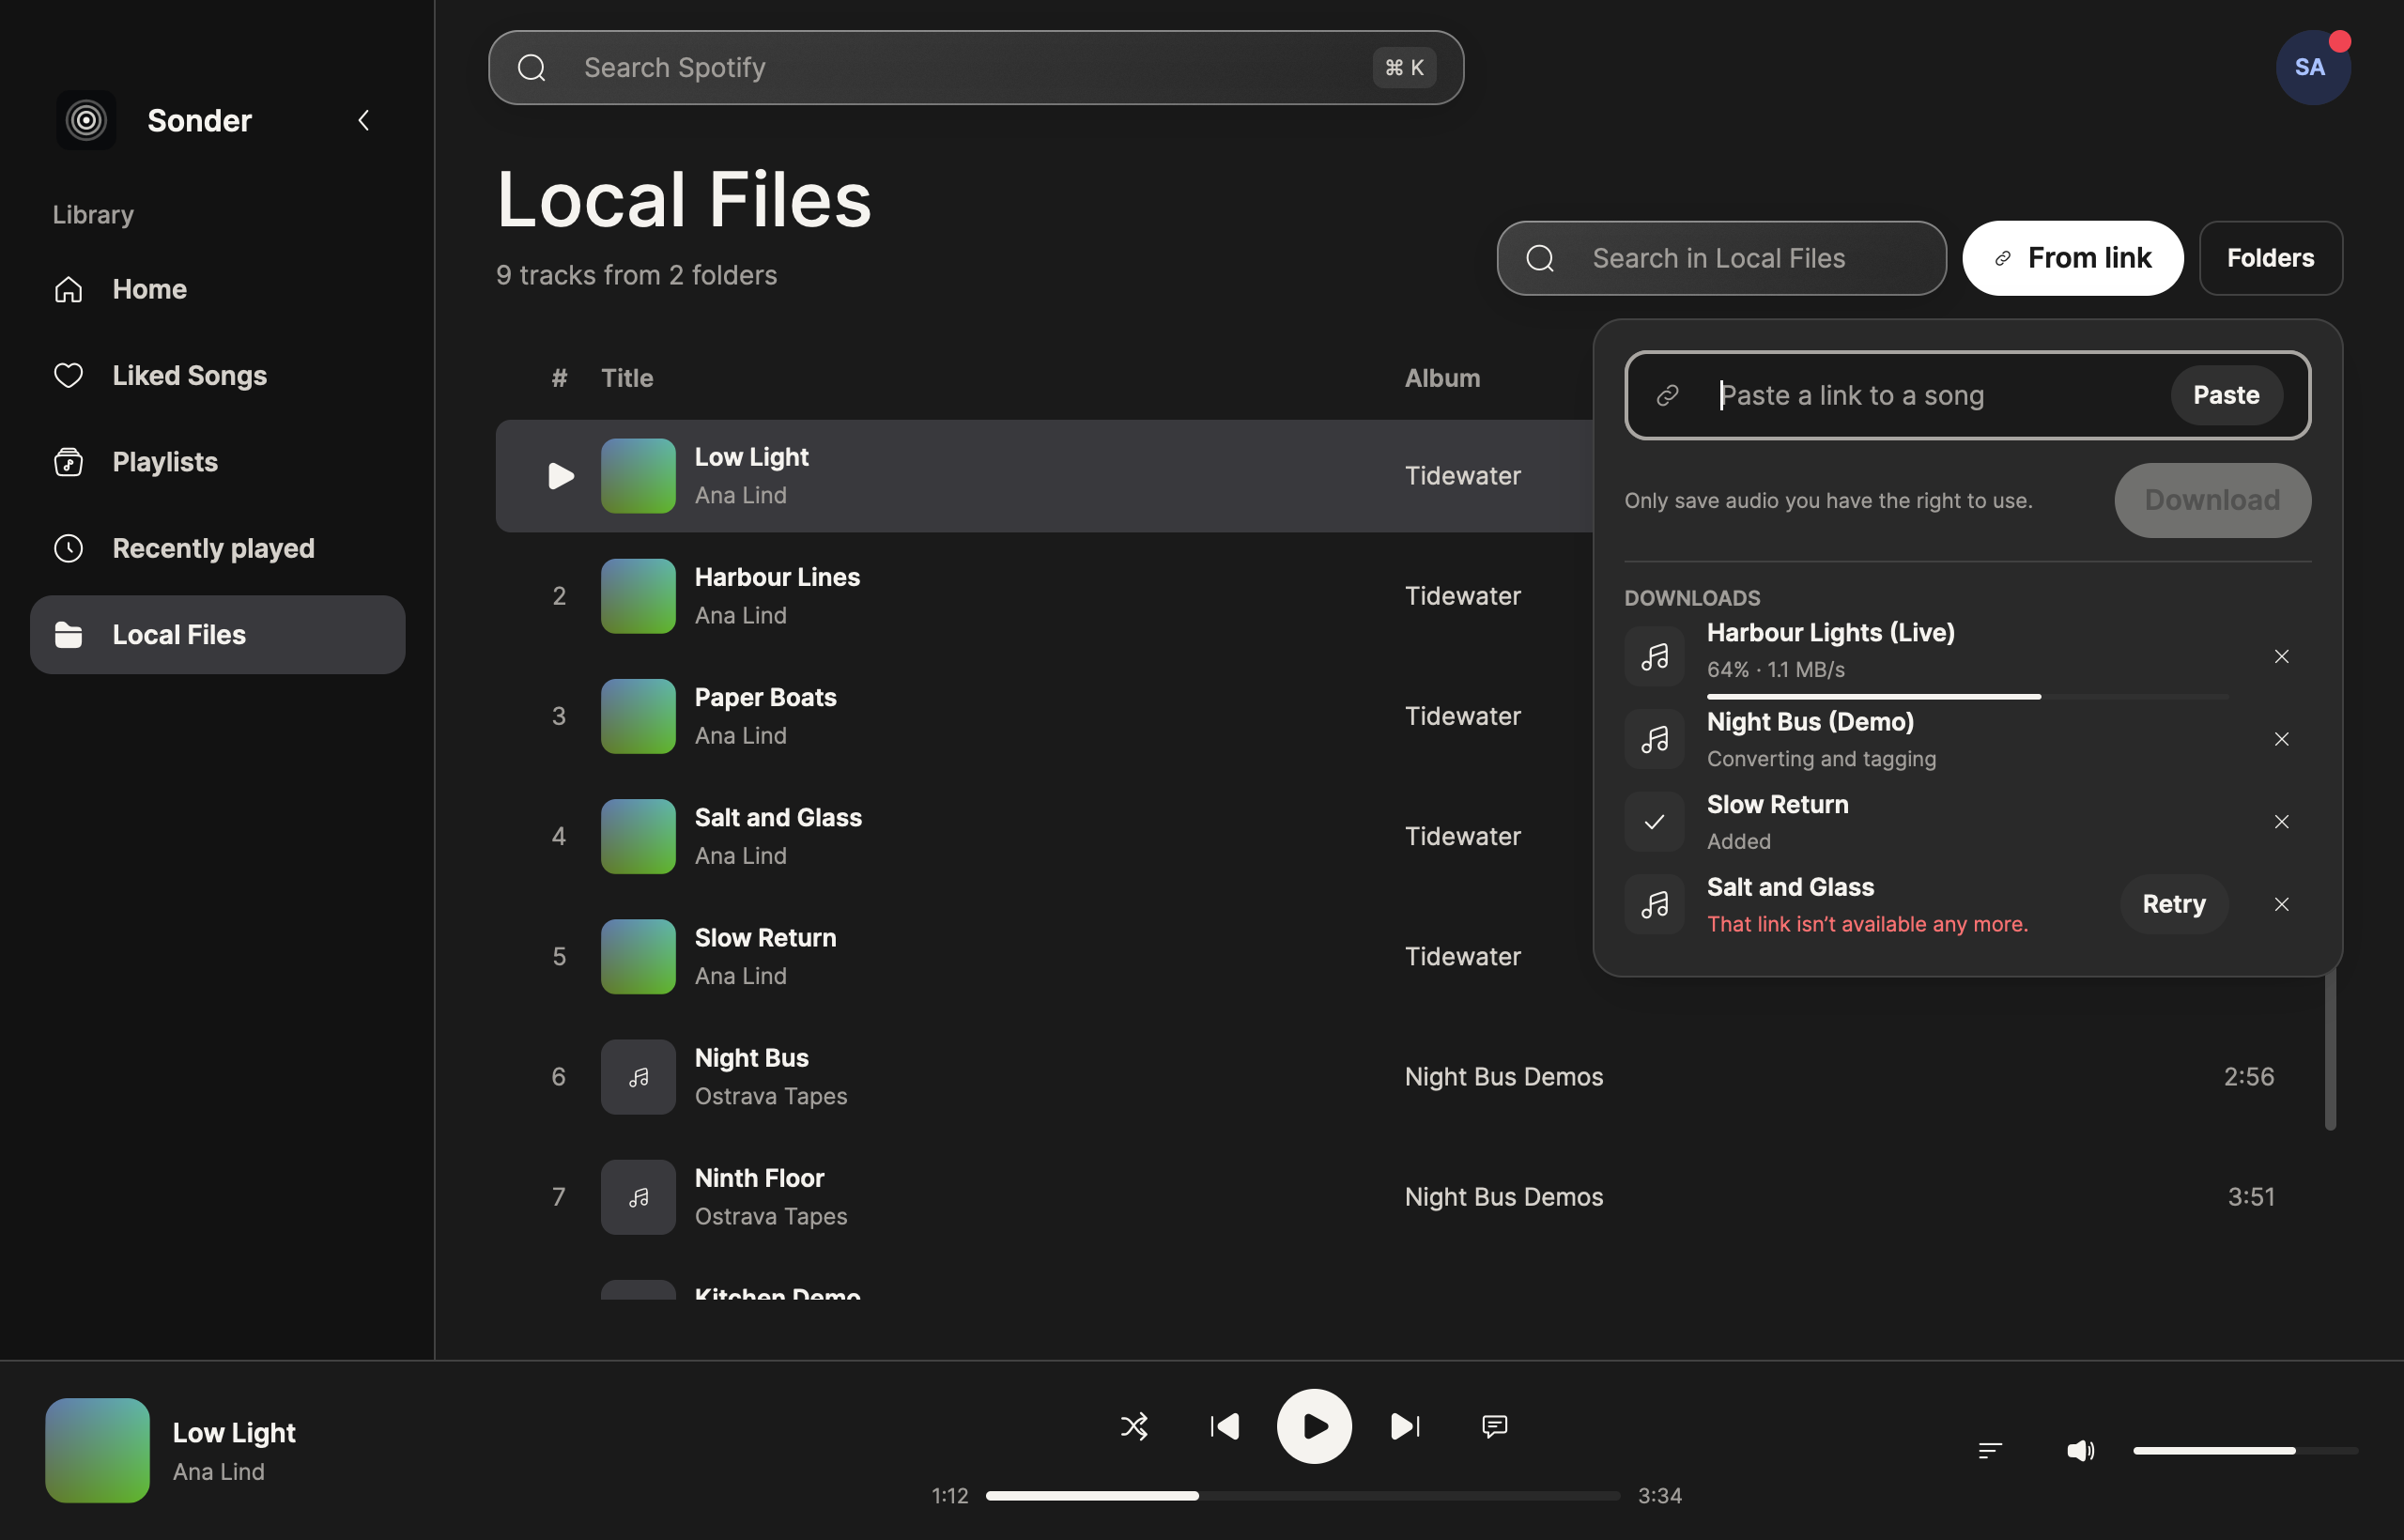 Search Spotify
⌘ K
SA
Sonder
Library
Home
Liked Songs
Playlists
Recently played
Local Files
Local Files
9 tracks from 2 folders
Search in Local Files
From link
Folders
# Title Album
Low Light
Ana Lind
Tidewater
2
Harbour Lines
Ana Lind
Tidewater
3
Paper Boats
Ana Lind
Tidewater
4
Salt and Glass
Ana Lind
Tidewater
5
Slow Return
Ana Lind
Tidewater
6
Night Bus
Ostrava Tapes
Night Bus Demos
2:56
7
Ninth Floor
Ostrava Tapes
Night Bus Demos
3:51
Kitchen Demo
Paste a link to a song
Paste
Only save audio you have the right to use.
Download
DOWNLOADS
Harbour Lights (Live)
64% · 1.1 MB/s
Night Bus (Demo)
Converting and tagging
Slow Return
Added
Salt and Glass
That link isn’t available any more.
Retry
Low Light
Ana Lind
1:12
3:34